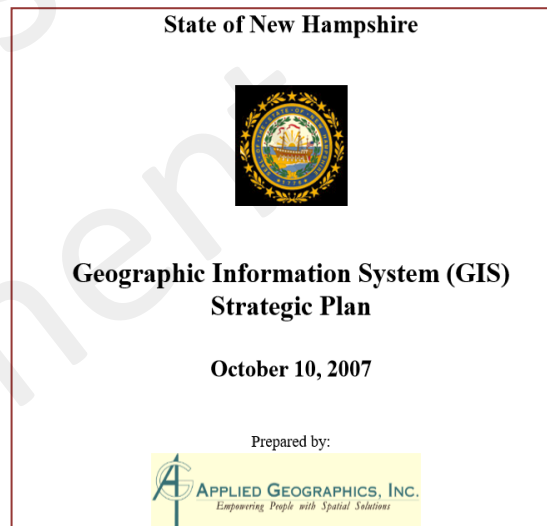 State of New Hampshire
Geographic Information System (GIS)
Strategic Plan
October 10, 2007
Prepared by:
APPLIED GEOGRAPHICS, INC.
Empowering People with Spatial Solutions